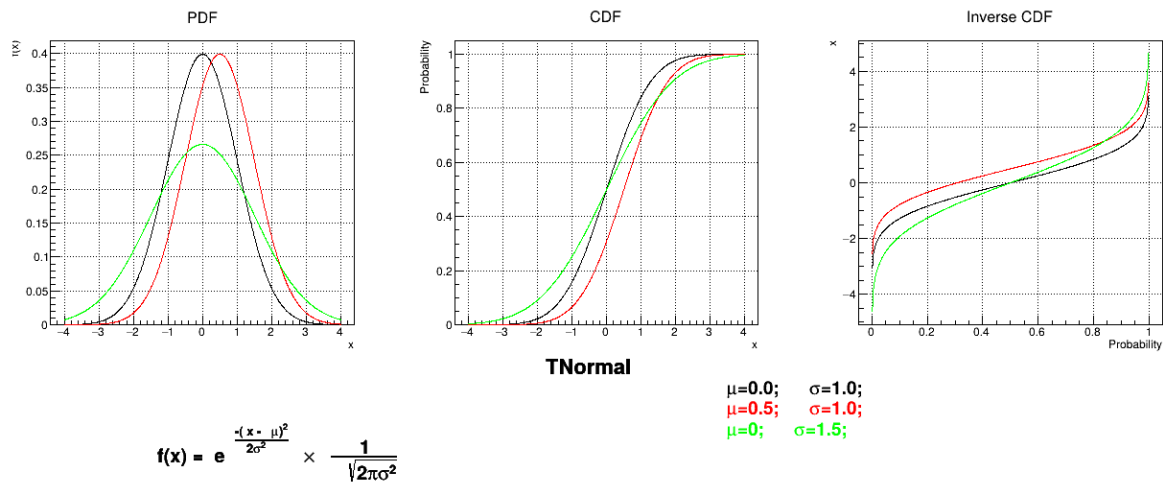 PDF
CDF
Inverse CDF
f(x)
0.4
0.35
0.3
0.25
0.2
0.15
0.1
0.05
0
−4 −3 −2 −1 0 1 2 3 4
x
Probability
1
0.8
0.6
0.4
0.2
0
−4 −3 −2 −1 0 1 2 3 4
x
x
4
2
0
−2
−4
0 0.2 0.4 0.6 0.8 1
Probability
TNormal
μ=0.0; σ=1.0;
μ=0.5; σ=1.0;
μ=0; σ=1.5;
f(x) = e^(-( x - μ)²/2σ²) × 1/√2πσ²